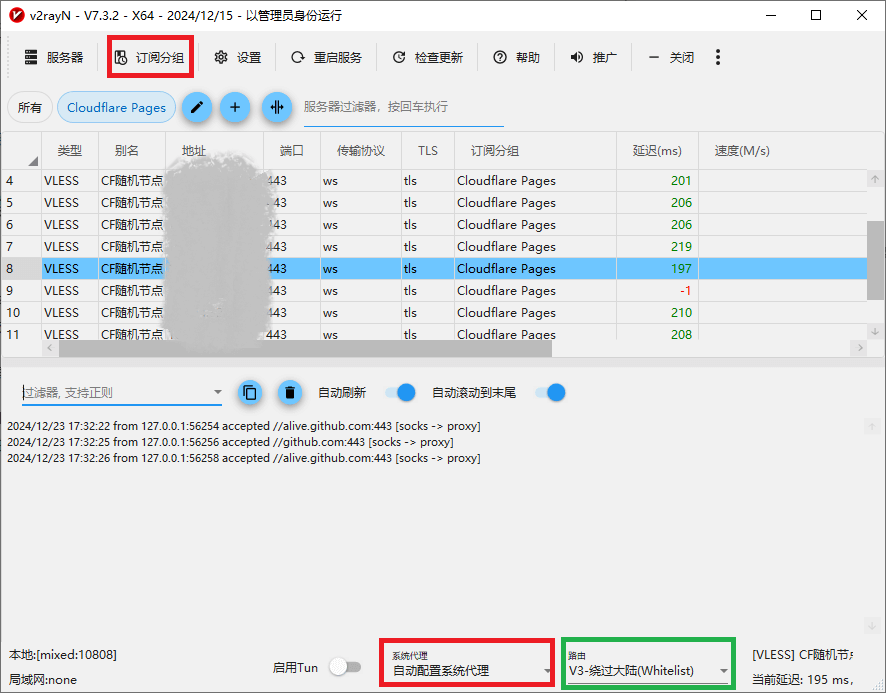 v2rayN - V7.3.2 - X64 - 2024/12/15 - 以管理员身份运行
服务器 订阅分组 设置 重启服务 检查更新 帮助 推广 关闭
所有 Cloudflare Pages 服务器过滤器，按回车执行
类型 别名 地址 端口 传输协议 TLS 订阅分组 延迟(ms) 速度(M/s)
4 VLESS CF随机节点 443 ws tls Cloudflare Pages 201
5 VLESS CF随机节点 443 ws tls Cloudflare Pages 206
6 VLESS CF随机节点 443 ws tls Cloudflare Pages 206
7 VLESS CF随机节点 443 ws tls Cloudflare Pages 219
8 VLESS CF随机节点 443 ws tls Cloudflare Pages 197
9 VLESS CF随机节点 443 ws tls Cloudflare Pages -1
10 VLESS CF随机节点 443 ws tls Cloudflare Pages 210
11 VLESS CF随机节点 443 ws tls Cloudflare Pages 208
过滤器, 支持正则 自动刷新 自动滚动到末尾
2024/12/23 17:32:22 from 127.0.0.1:56254 accepted //alive.github.com:443 [socks -> proxy]
2024/12/23 17:32:25 from 127.0.0.1:56256 accepted //github.com:443 [socks -> proxy]
2024/12/23 17:32:26 from 127.0.0.1:56258 accepted //alive.github.com:443 [socks -> proxy]
本地:[mixed:10808]
局域网:none
启用Tun
系统代理
自动配置系统代理
路由
V3-绕过大陆(Whitelist)
[VLESS] CF随机节点
当前延迟: 195 ms,